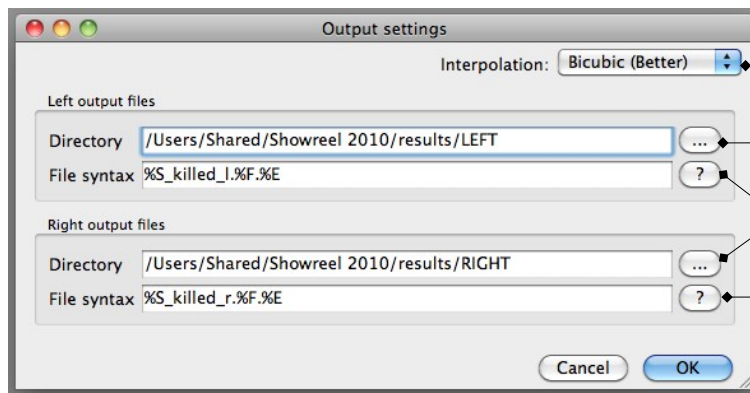 Output settings
Interpolation: Bicubic (Better)
Left output files
Directory /Users/Shared/Showreel 2010/results/LEFT ...
File syntax %S_killed_l.%F.%E ?
Right output files
Directory /Users/Shared/Showreel 2010/results/RIGHT ...
File syntax %S_killed_r.%F.%E ?
Cancel OK